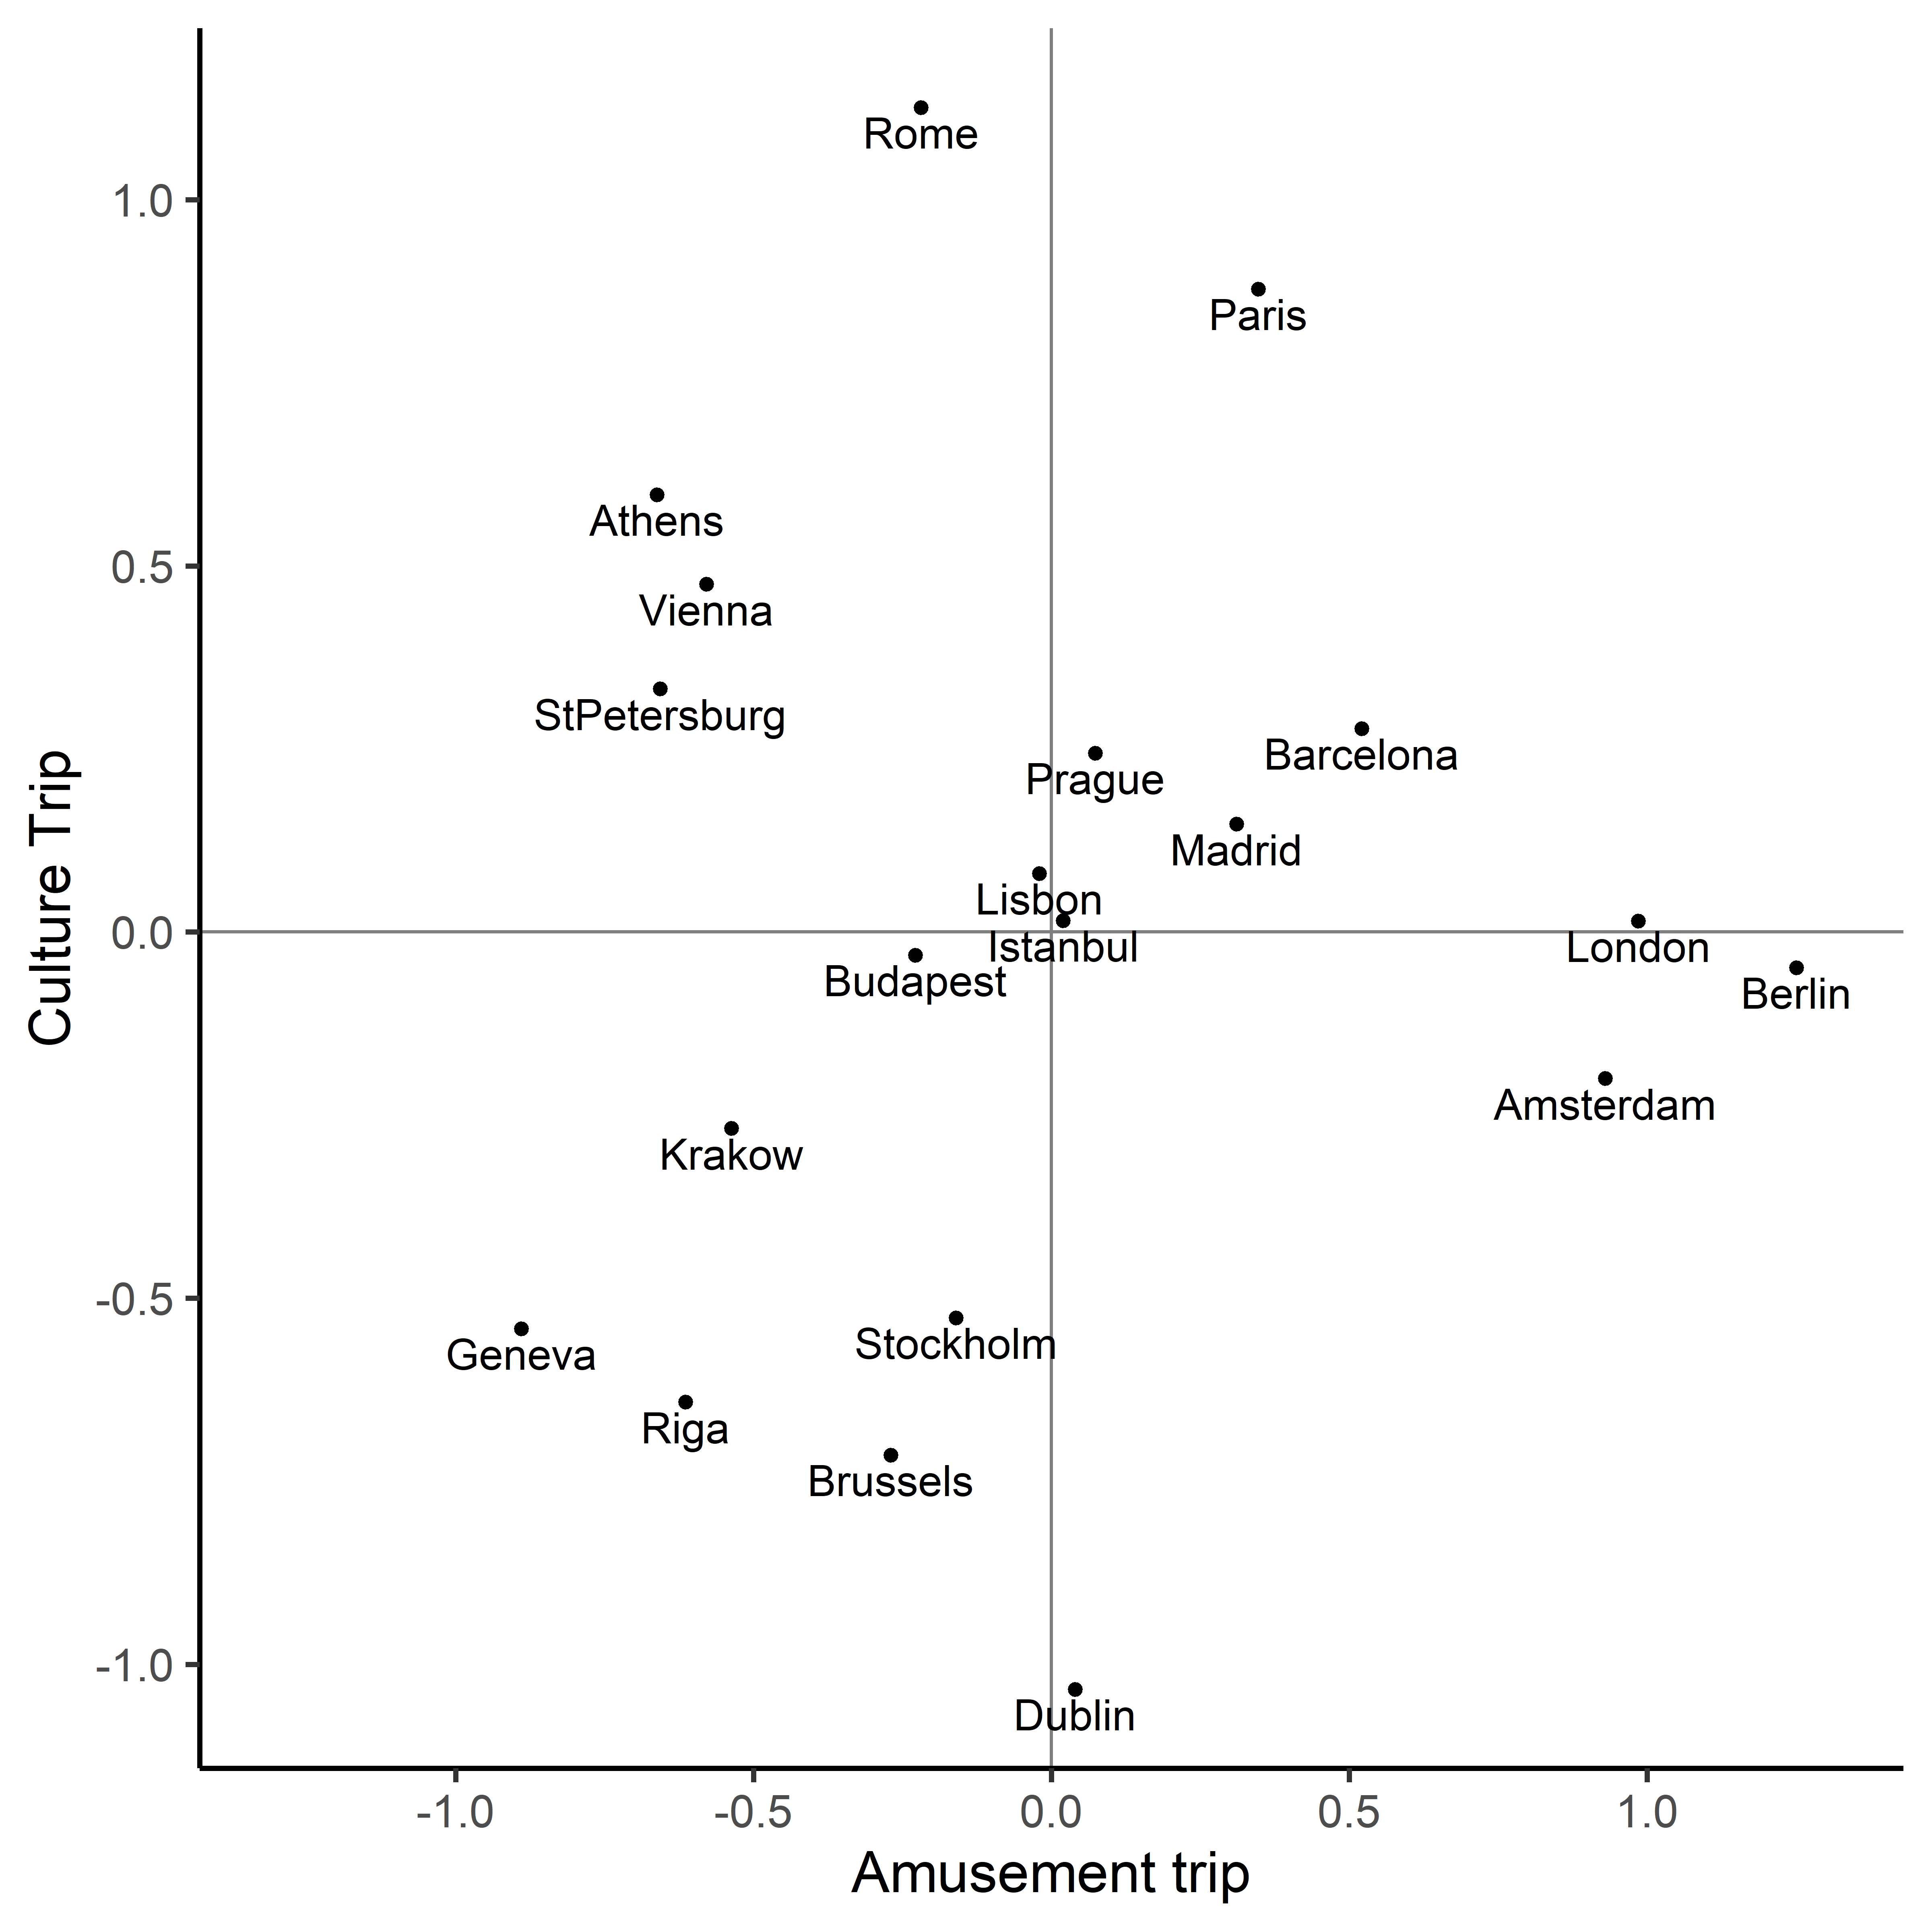 Rome
1.0
Paris
Athens
0.5
Vienna
StPetersburg
Barcelona
Prague
Madrid
Lisbon
0.0
Istanbul
London
Budapest
Berlin
Amsterdam
Krakow
-0.5
Stockholm
Geneva
Riga
Brussels
-1.0
Dublin
Culture Trip
-1.0
-0.5
0.0
0.5
1.0
Amusement trip